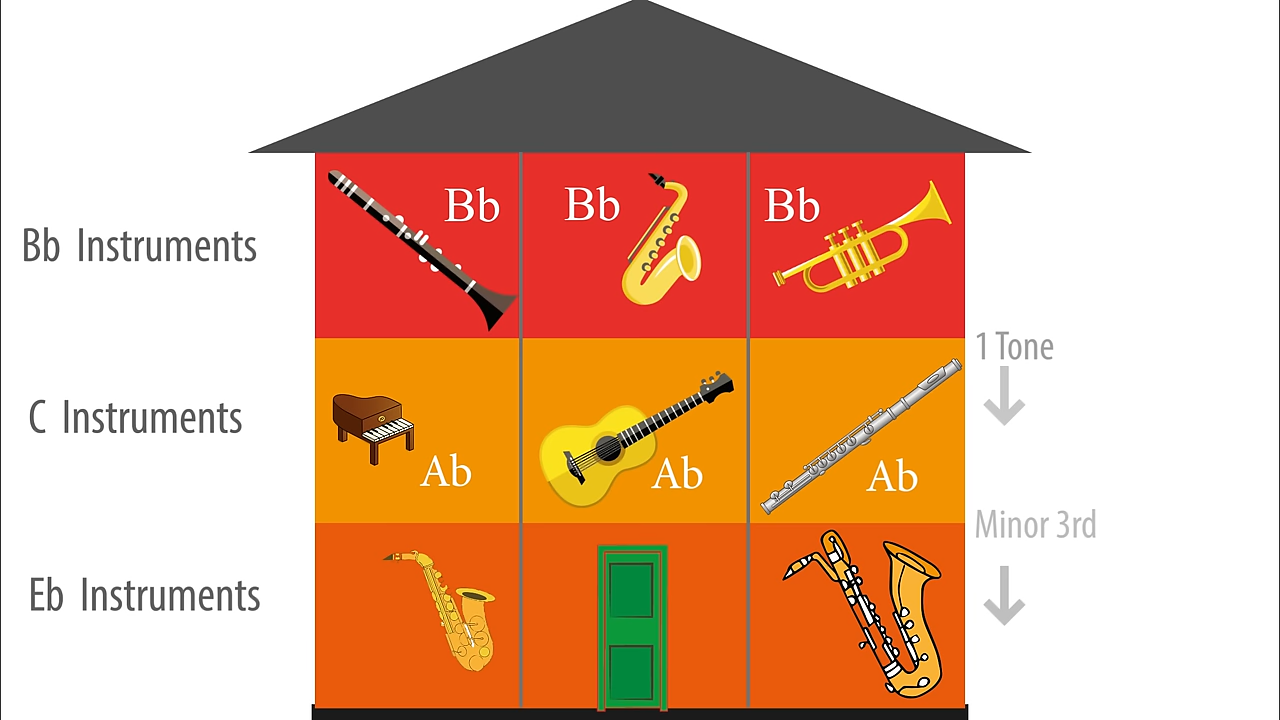 Bb Instruments
Bb
Bb
Bb
1 Tone
C Instruments
Ab
Ab
Ab
Minor 3rd
Eb Instruments